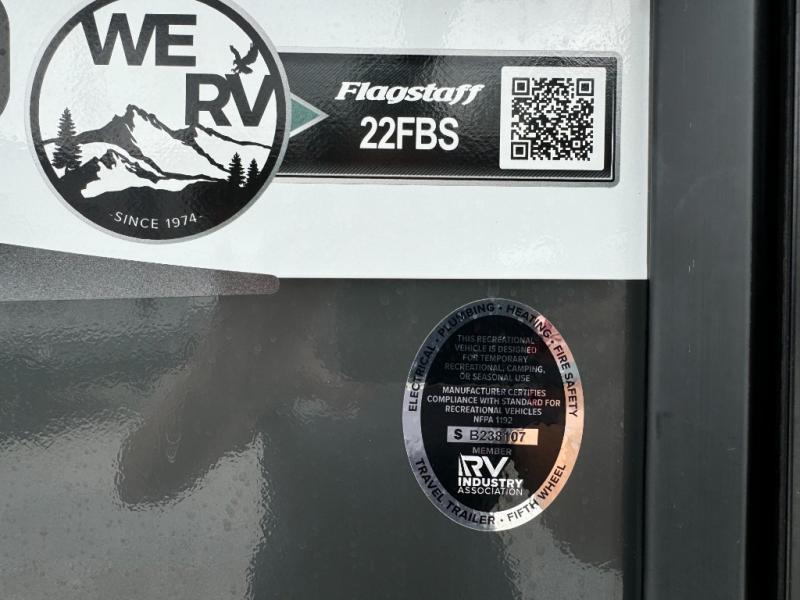 WE
RV
-SINCE 1974-
Flagstaff
22FBS
ELECTRICAL · PLUMBING · HEATING · FIRE SAFETY
THIS RECREATIONAL
VEHICLE IS DESIGNED
FOR TEMPORARY
RECREATIONAL, CAMPING,
OR SEASONAL USE
MANUFACTURER CERTIFIES
COMPLIANCE WITH STANDARD FOR
RECREATIONAL VEHICLES
NFPA 1192
S B238107
MEMBER
RV
INDUSTRY
ASSOCIATION
TRAVEL TRAILER · FIFTH WHEEL